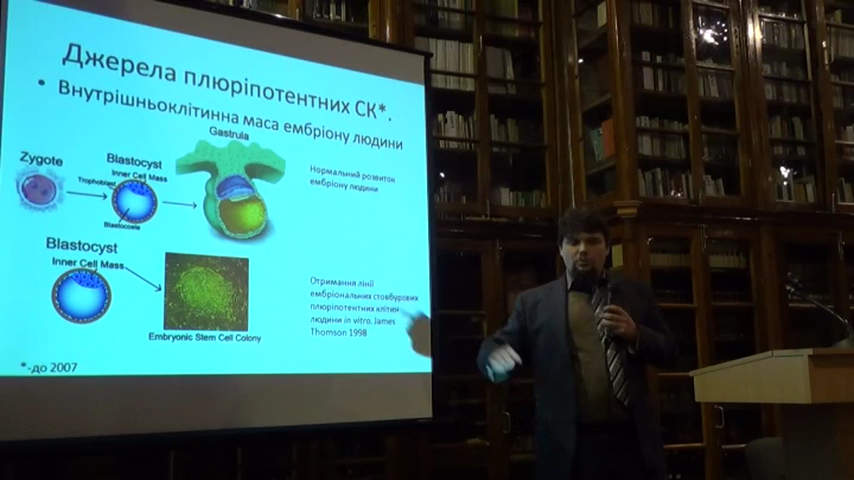 Джерела плюріпотентних СК*.
• Внутрішньоклітинна маса ембріону людини
Gastrula
Zygote
Blastocyst
Inner Cell Mass
Trophoblast
Blastocoele
Нормальний розвиток
ембріону людини
Blastocyst
Inner Cell Mass
Embryonic Stem Cell Colony
Отримання лінії
ембріональних стовбурових
плюріпотентних клітин
людини in vitro. James
Thomson 1998
*-до 2007